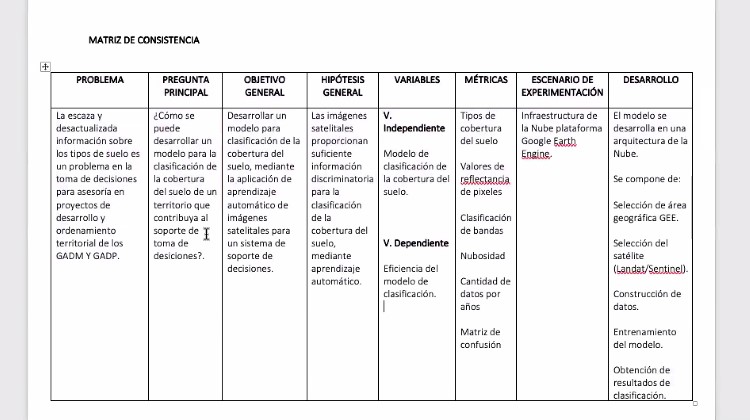 MATRIZ DE CONSISTENCIA
PROBLEMA
PREGUNTA
PRINCIPAL
OBJETIVO
GENERAL
HIPÓTESIS
GENERAL
VARIABLES
MÉTRICAS
ESCENARIO DE
EXPERIMENTACIÓN
DESARROLLO
La escaza y
desactualizada
información sobre
los tipos de suelo es
un problema en la
toma de decisiones
para asesoría en
proyectos de
desarrollo y
ordenamiento
territorial de los
GADM Y GADP.
¿Cómo se
puede
desarrollar un
modelo para la
clasificación de
la cobertura
del suelo de un
territorio que
contribuya al
soporte de
toma de
desiciones?.
Desarrollar un
modelo para
clasificación de la
cobertura del
suelo, mediante
la aplicación de
aprendizaje
automático de
imágenes
satelitales para
un sistema de
soporte de
decisiones.
Las imágenes
satelitales
proporcionan
suficiente
información
discriminatoria
para la
clasificación
de la
cobertura del
suelo,
mediante
aprendizaje
automático.
V.
Independiente
Modelo de
clasificación de
la cobertura del
suelo.
V. Dependiente
Eficiencia del
modelo de
clasificación.
Tipos de
cobertura
del suelo
Valores de
reflectancia
de pixeles
Clasificación
de bandas
Nubosidad
Cantidad de
datos por
años
Matriz de
confusión
Infraestructura de
la Nube plataforma
Google Earth
Engine.
El modelo se
desarrolla en una
arquitectura de la
Nube.
Se compone de:
Selección de área
geográfica GEE.
Selección del
satélite
(Landat/Sentinel).
Construcción de
datos.
Entrenamiento
del modelo.
Obtención de
resultados de
clasificación.